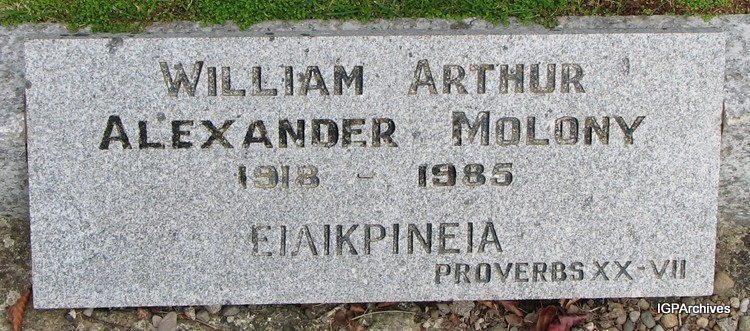 WILLIAM ARTHUR
ALEXANDER MOLONY
1918 - 1985
ΕΙΛΙΚΡΙΝΕΙΑ
PROVERBS XX-VII
IGPArchives